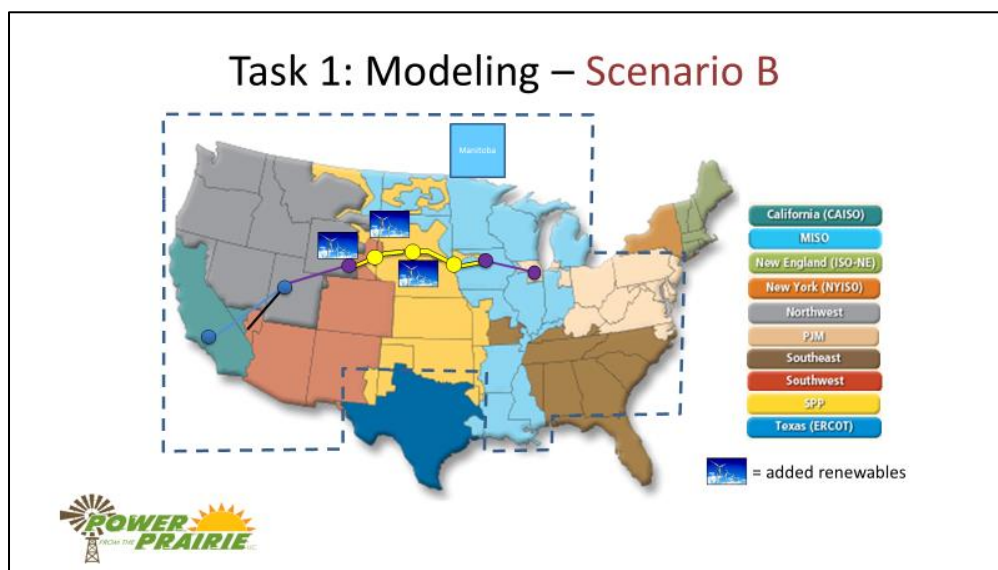 Task 1: Modeling – Scenario B
Manitoba
California (CAISO)
MISO
New England (ISO-NE)
New York (NYISO)
Northwest
PJM
Southeast
Southwest
SPP
Texas (ERCOT)
= added renewables
POWER
FROM THE
PRAIRIE